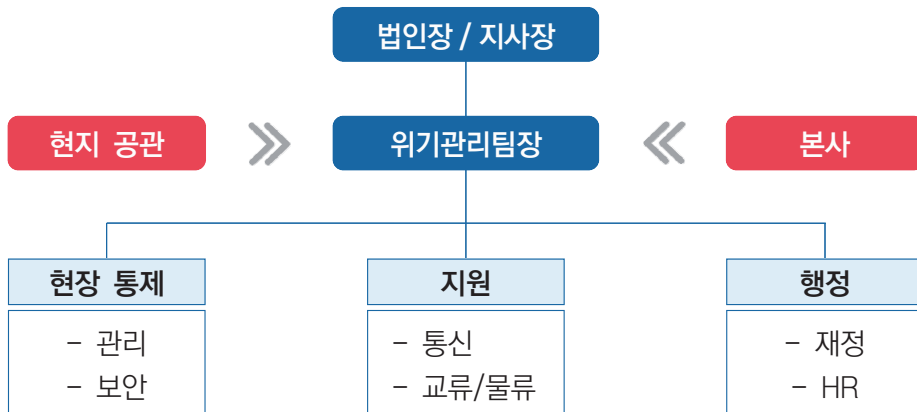 법인장 / 지사장
현지 공관
위기관리팀장
본사
현장 통제
지원
행정
- 관리
- 보안
- 통신
- 교류/물류
- 재정
- HR